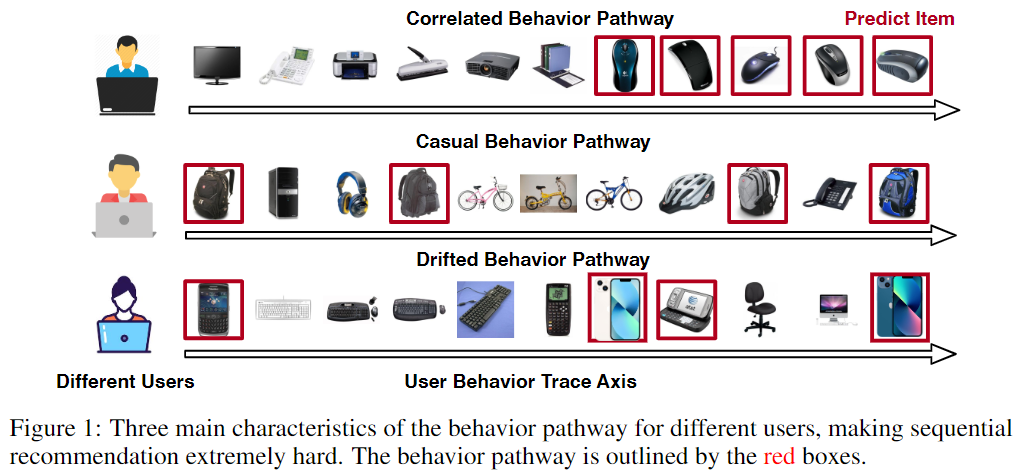 Correlated Behavior Pathway
Predict Item
Casual Behavior Pathway
Drifted Behavior Pathway
Different Users
User Behavior Trace Axis
Figure 1: Three main characteristics of the behavior pathway for different users, making sequential
recommendation extremely hard. The behavior pathway is outlined by the red boxes.